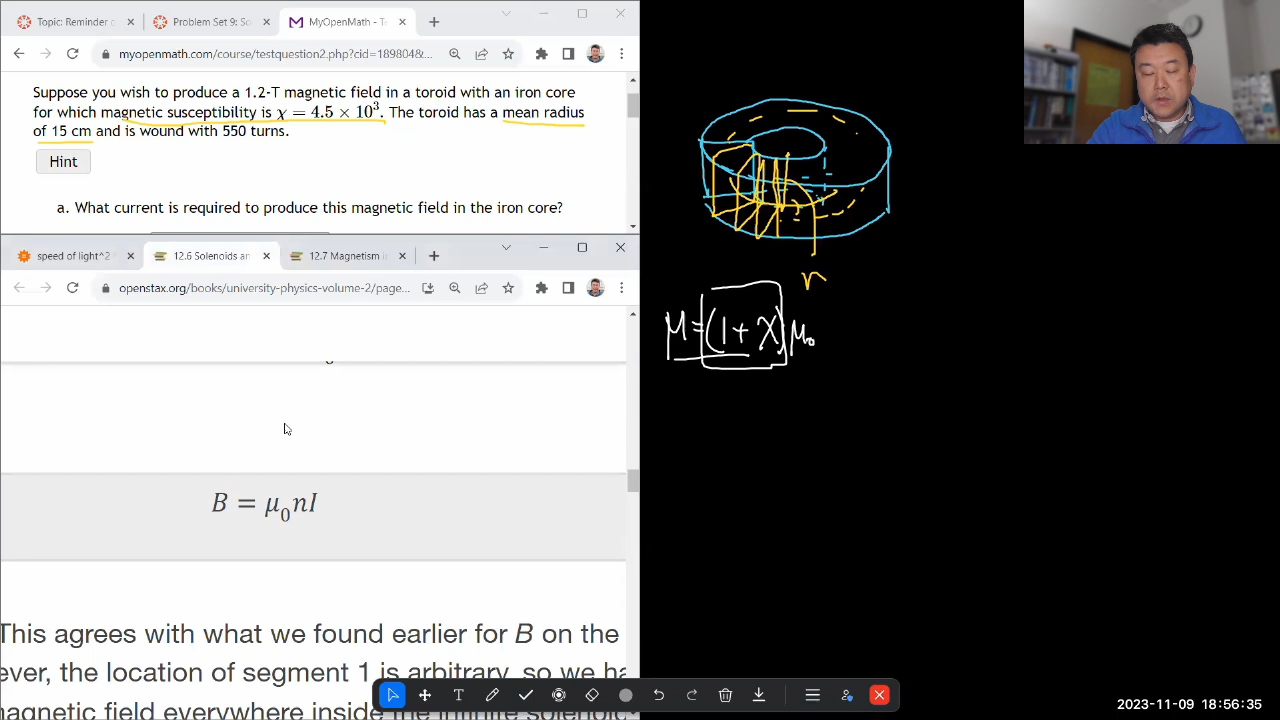 Topic: Reminder o
Problem Set 9: So
MyOpenMath - Te
myopenmath.com/course/testquestion2.php?cid=189804&...
Suppose you wish to produce a 1.2-T magnetic field in a toroid with an iron core
for which magnetic susceptibility is χ = 4.5 × 10³. The toroid has a mean radius
of 15 cm and is wound with 550 turns.
Hint
a. What current is required to produce this magnetic field in the iron core?
speed of light^2
12.6 Solenoids an
12.7 Magnetism i
openstax.org/books/university-physics-volume-2/page...
B = μ₀nI
This agrees with what we found earlier for B on the
ever, the location of segment 1 is arbitrary, so we ha
magnetic field everywhere inside the infinite solenoid
r
μ=(1+χ)μ₀
2023-11-09 18:56:35